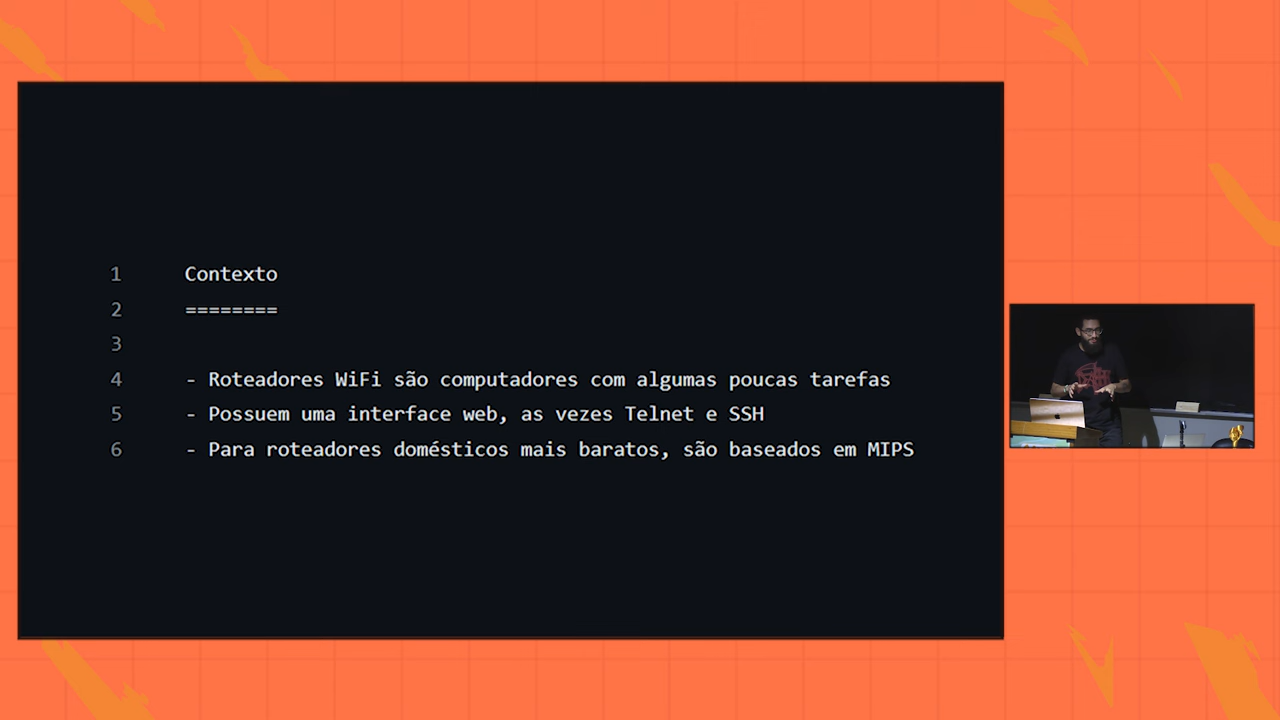 1 Contexto
2 ========
3
4 - Roteadores WiFi são computadores com algumas poucas tarefas
5 - Possuem uma interface web, as vezes Telnet e SSH
6 - Para roteadores domésticos mais baratos, são baseados em MIPS